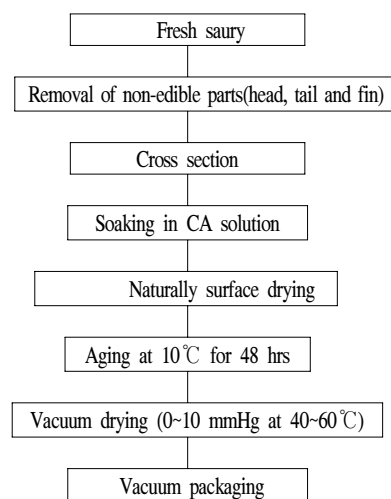 Fresh saury
Removal of non-edible parts(head, tail and fin)
Cross section
Soaking in CA solution
Naturally surface drying
Aging at 10℃ for 48 hrs
Vacuum drying (0~10 mmHg at 40~60℃)
Vacuum packaging